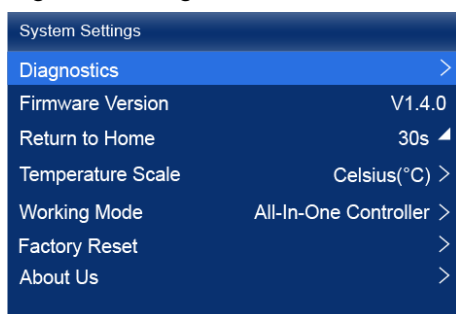 System Settings
Diagnostics >
Firmware Version V1.4.0
Return to Home 30s
Temperature Scale Celsius(°C) >
Working Mode All-In-One Controller >
Factory Reset >
About Us >